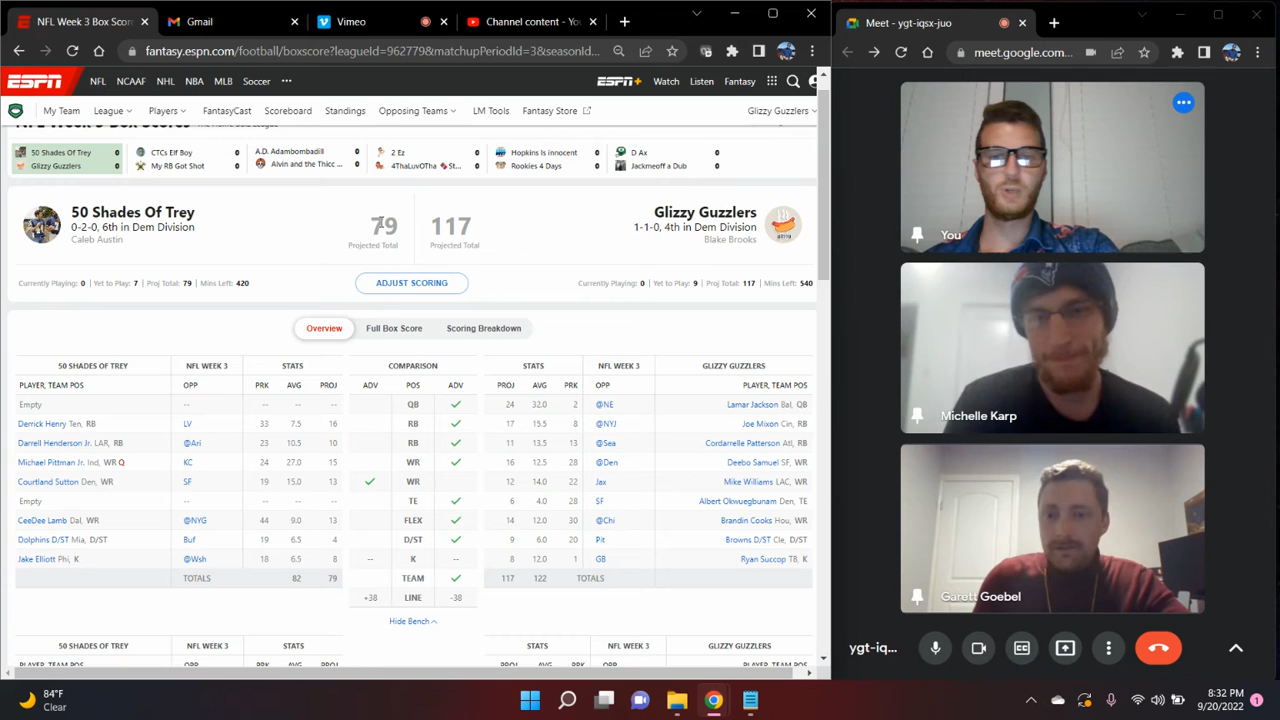 NFL Week 3 Box Scor
Gmail
Vimeo
Channel content - Yo
fantasy.espn.com/football/boxscore?leagueId=962779&matchupPeriodId=3&seasonI...
ESPN
NFL NCAAF NHL NBA MLB Soccer
ESPN+ Watch Listen Fantasy
My Team League Players FantasyCast Scoreboard Standings Opposing Teams LM Tools Fantasy Store Glizzy Guzzlers
50 Shades Of Trey 0 CTCs Elf Boy 0 A.D. Adambombadill 0 2 Ez 0 Hopkins Is innocent 0 D Ax 0
Glizzy Guzzlers 0 My RB Got Shot 0 Alvin and the Thicc ... 0 4ThaLuvOTha St... 0 Rookies 4 Days 0 Jackmeoff a Dub 0
50 Shades Of Trey
0-2-0, 6th in Dem Division
Caleb Austin
79
Projected Total
117
Projected Total
Glizzy Guzzlers
1-1-0, 4th in Dem Division
Blake Brooks
Currently Playing: 0 Yet to Play: 7 Proj Total: 79 Mins Left: 420
ADJUST SCORING
Currently Playing: 0 Yet to Play: 9 Proj Total: 117 Mins Left: 540
Overview Full Box Score Scoring Breakdown
50 SHADES OF TREY NFL WEEK 3 STATS COMPARISON STATS NFL WEEK 3 GLIZZY GUZZLERS
PLAYER, TEAM POS OPP PRK AVG PROJ ADV POS ADV PROJ AVG PRK OPP PLAYER, TEAM POS
Empty -- -- -- -- QB 24 32.0 2 @NE Lamar Jackson Bal, QB
Derrick Henry Ten, RB LV 33 7.5 16 RB 17 15.5 8 @NYJ Joe Mixon Cin, RB
Darrell Henderson Jr. LAR, RB @Ari 23 10.5 10 RB 11 13.5 13 @Sea Cordarrelle Patterson Atl, RB
Michael Pittman Jr. Ind, WR Q KC 24 27.0 15 WR 16 12.5 28 @Den Deebo Samuel SF, WR
Courtland Sutton Den, WR SF 19 15.0 13 WR 12 14.0 22 Jax Mike Williams LAC, WR
Empty -- -- -- -- TE 6 4.0 28 SF Albert Okwuegbunam Den, TE
CeeDee Lamb Dal, WR @NYG 44 9.0 13 FLEX 14 12.0 30 @Chi Brandin Cooks Hou, WR
Dolphins D/ST Mia, D/ST Buf 19 6.5 4 D/ST 9 6.0 20 Pit Browns D/ST Cle, D/ST
Jake Elliott Phi, K @Wsh 18 6.5 8 -- K -- 8 12.0 1 GB Ryan Succop TB, K
TOTALS 82 79 TEAM 117 122 TOTALS
+38 LINE -38
Hide Bench
50 SHADES OF TREY NFL WEEK 3 STATS STATS NFL WEEK 3 GLIZZY GUZZLERS
Meet - ygt-iqsx-juo
meet.google.com...
You
Michelle Karp
Garett Goebel
ygt-iq...
84°F
Clear
8:32 PM
9/20/2022
1